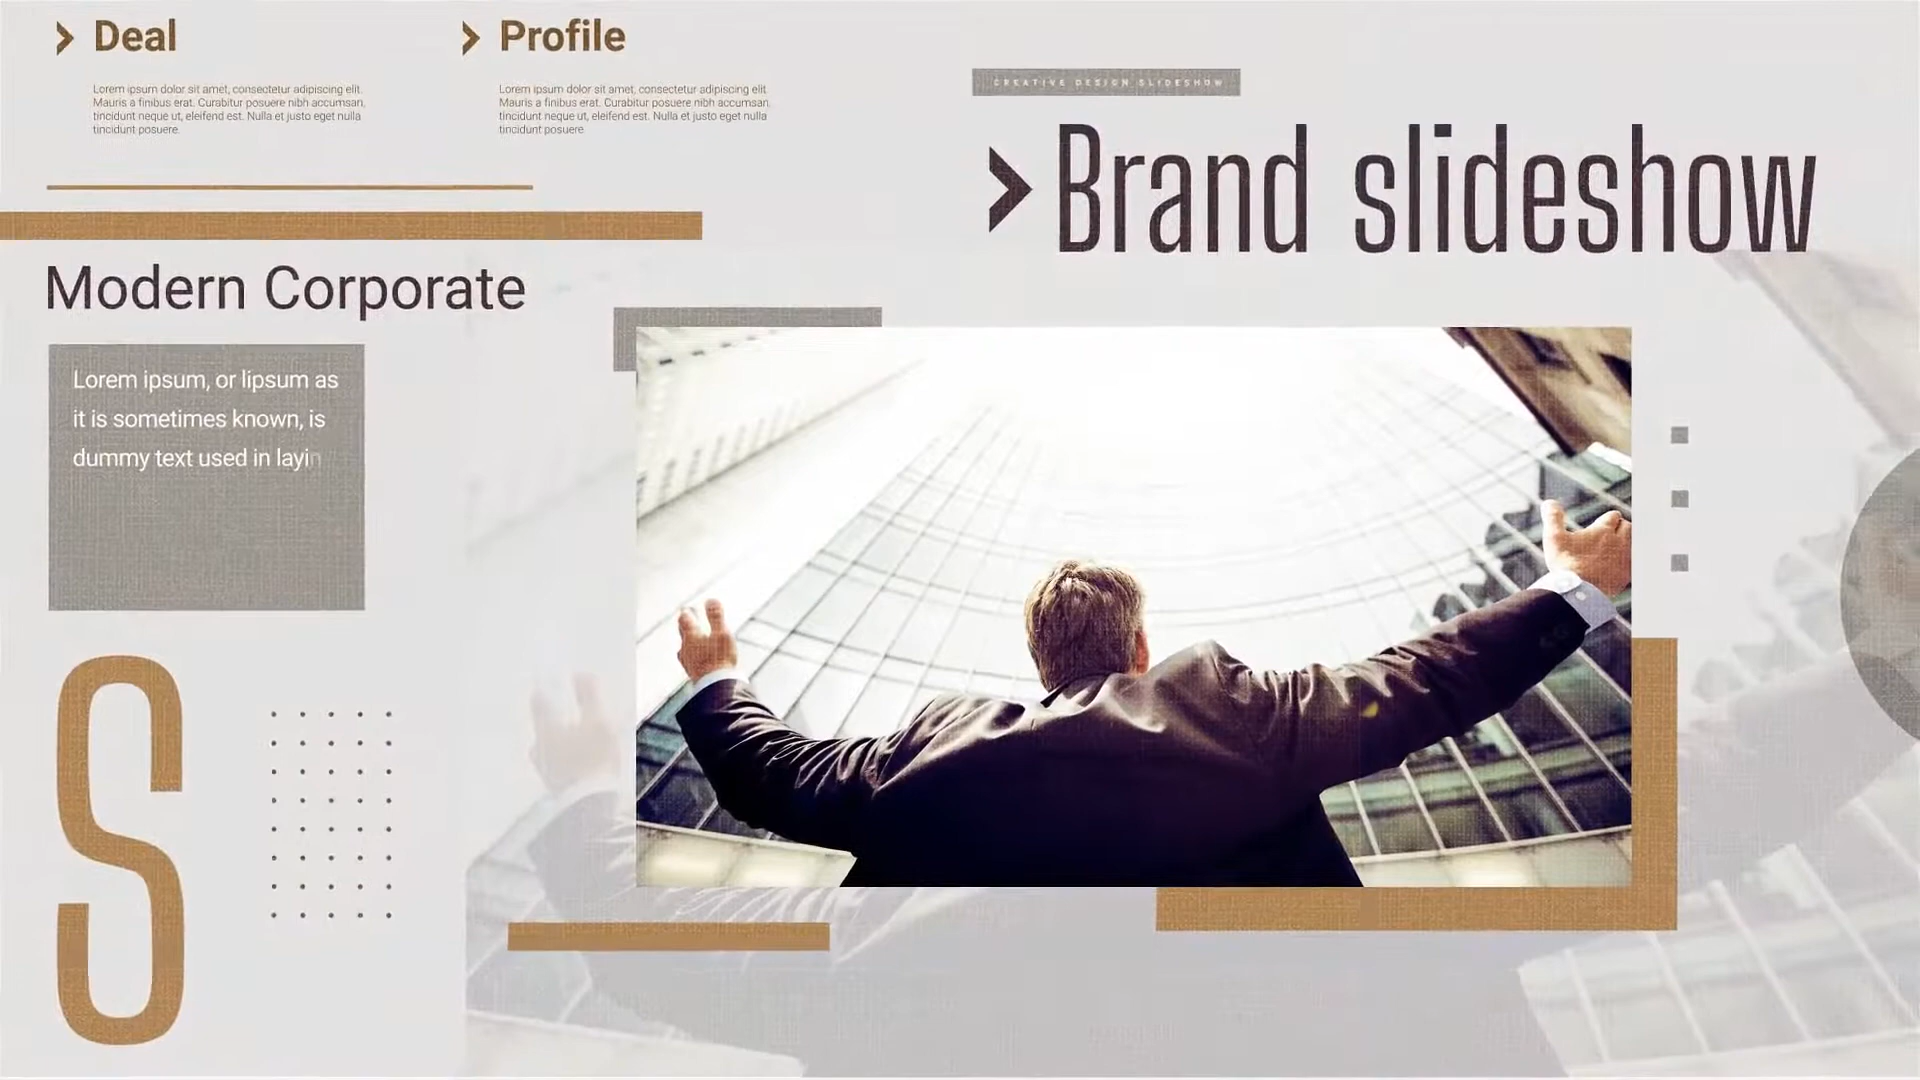 Deal
Lorem ipsum dolor sit amet, consectetur adipiscing elit.
Mauris a finibus erat. Curabitur posuere nibh accumsan,
tincidunt neque ut, eleifend est. Nulla et justo eget nulla
tincidunt posuere.
Profile
Lorem ipsum dolor sit amet, consectetur adipiscing elit.
Mauris a finibus erat. Curabitur posuere nibh accumsan,
tincidunt neque ut, eleifend est. Nulla et justo eget nulla
tincidunt posuere.
CREATIVE DESIGN SLIDESHOW
Brand slideshow
Modern Corporate
Lorem ipsum, or lipsum as
it is sometimes known, is
dummy text used in layin
S